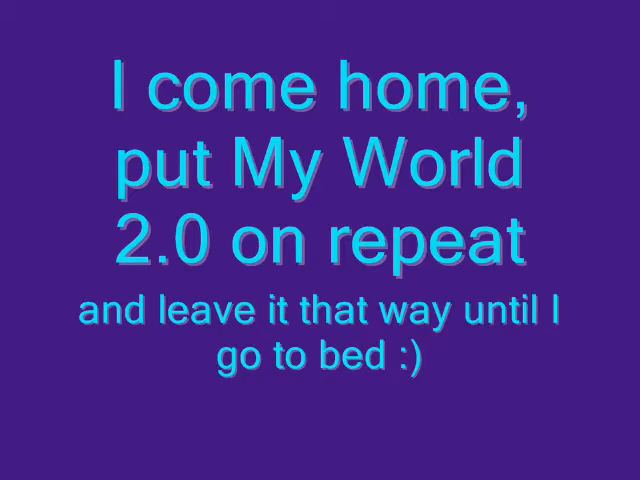 I come home,
put My World
2.0 on repeat
and leave it that way until I
go to bed :)